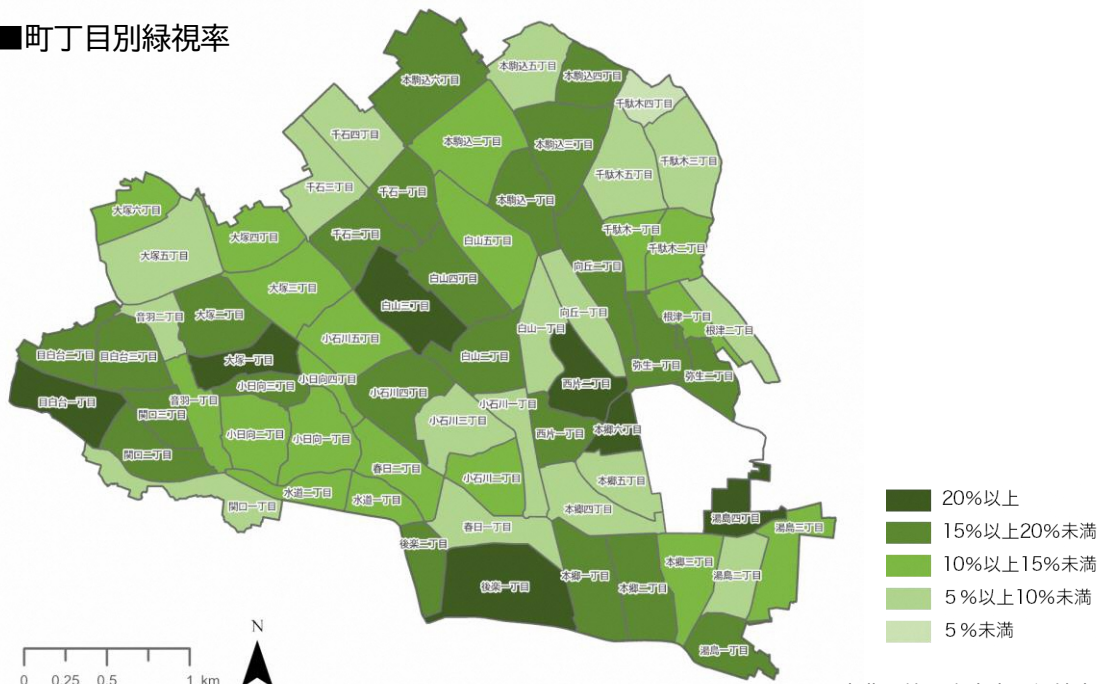 ■町丁目別緑視率
本駒込六丁目
本駒込五丁目
本駒込四丁目
千駄木四丁目
千石四丁目
本駒込二丁目
本駒込三丁目
千駄木三丁目
千駄木五丁目
千石三丁目
千石一丁目
本駒込一丁目
大塚六丁目
大塚四丁目
千石二丁目
白山五丁目
千駄木一丁目
千駄木二丁目
大塚五丁目
向丘二丁目
白山四丁目
大塚三丁目
白山三丁目
音羽二丁目
大塚二丁目
向丘一丁目
根津一丁目
白山一丁目
根津二丁目
小石川五丁目
目白台二丁目
目白台三丁目
大塚一丁目
白山二丁目
弥生一丁目
弥生二丁目
小日向三丁目
小日向四丁目
西片二丁目
小石川四丁目
目白台一丁目
音羽一丁目
小石川一丁目
関口三丁目
小石川三丁目
本郷六丁目
小日向二丁目
小日向一丁目
西片一丁目
関口二丁目
春日二丁目
小石川二丁目
本郷五丁目
水道二丁目
水道一丁目
関口一丁目
本郷四丁目
湯島四丁目
湯島三丁目
春日一丁目
後楽二丁目
本郷三丁目
湯島二丁目
後楽一丁目
本郷一丁目
本郷二丁目
湯島一丁目
20%以上
15%以上20%未満
10%以上15%未満
5%以上10%未満
5%未満
N
0 0.25 0.5 1 km